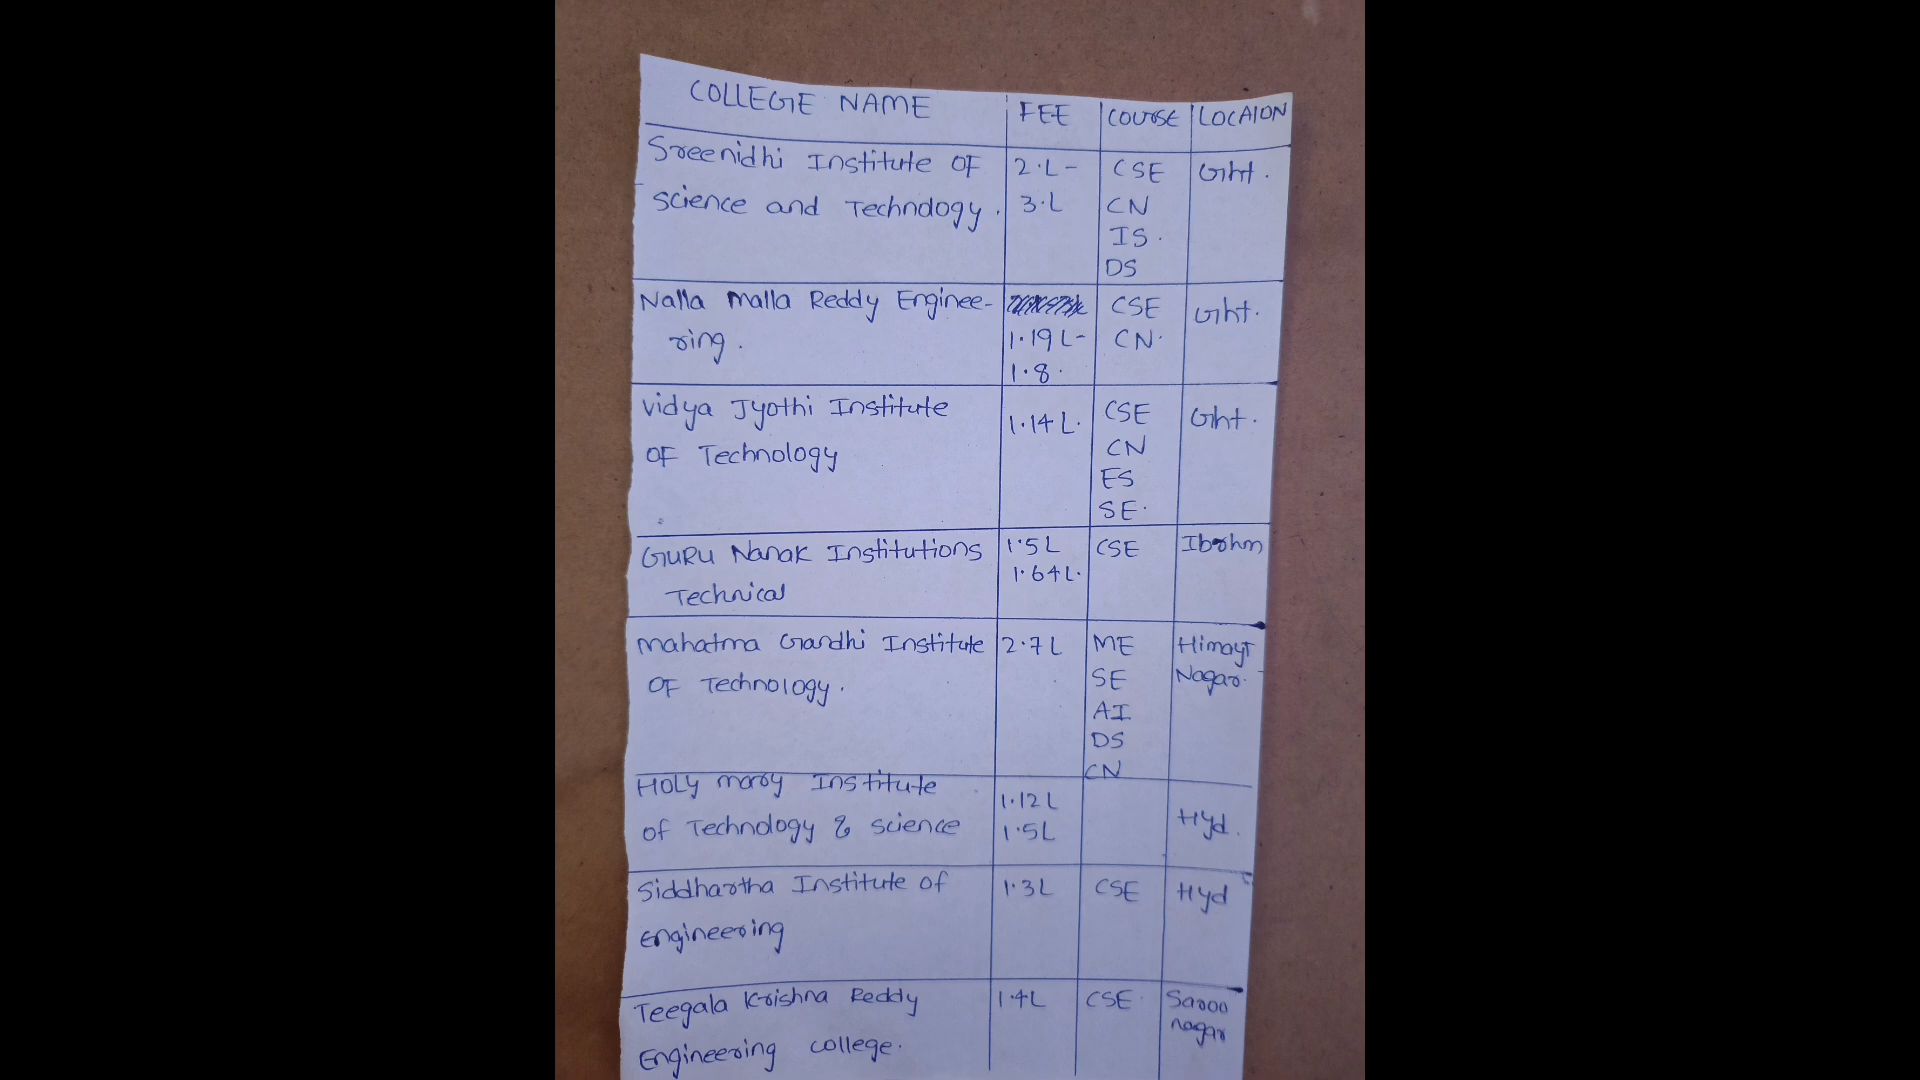 COLLEGE NAME FEE COURSE LOCAION
Sreenidhi Institute OF 2.L- CSE Ght.
science and Technology. 3.L CN
IS.
DS
Nalla malla Reddy Enginee- CSE Ght.
ring. 1.19L- CN.
1.8.
vidya Jyothi Institute 1.14L. CSE Ght.
OF Technology CN
ES
SE.
GURU Nanak Institutions 1.5L CSE Ibrhm
Technical 1.64L.
mahatma Gandhi Institute 2.7L ME Himayt
OF Technology. SE Nagar.
AI
DS
CN
HOLY mary Institute 1.12L Hyd.
of Technology & science 1.5L
Siddhartha Institute of 1.3L CSE Hyd
Engineering
Teegala Krishna Reddy 1.4L CSE. Saroo
Engineering college. nagar